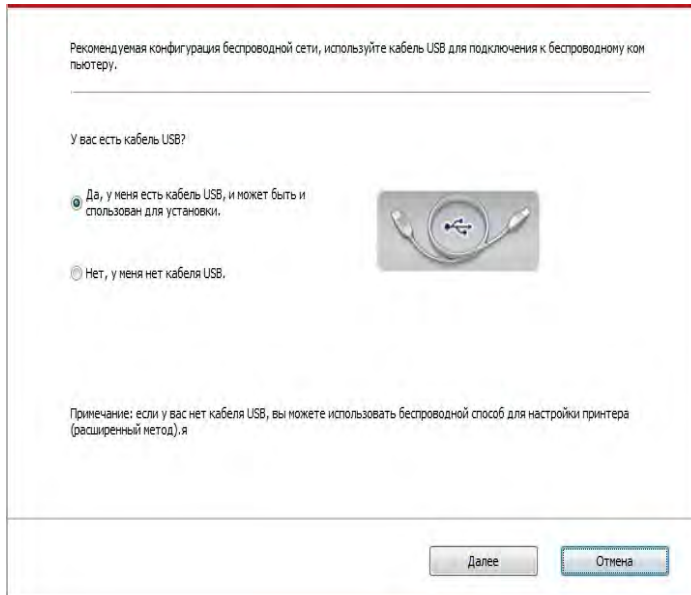 Рекомендуемая конфигурация беспроводной сети, используйте кабель USB для подключения к беспроводному ком
пьютеру.
У вас есть кабель USB?
Да, у меня есть кабель USB, и может быть и
спользован для установки.
Нет, у меня нет кабеля USB.
Примечание: если у вас нет кабеля USB, вы можете использовать беспроводной способ для настройки принтера
(расширенный метод).я
Далее
Отмена